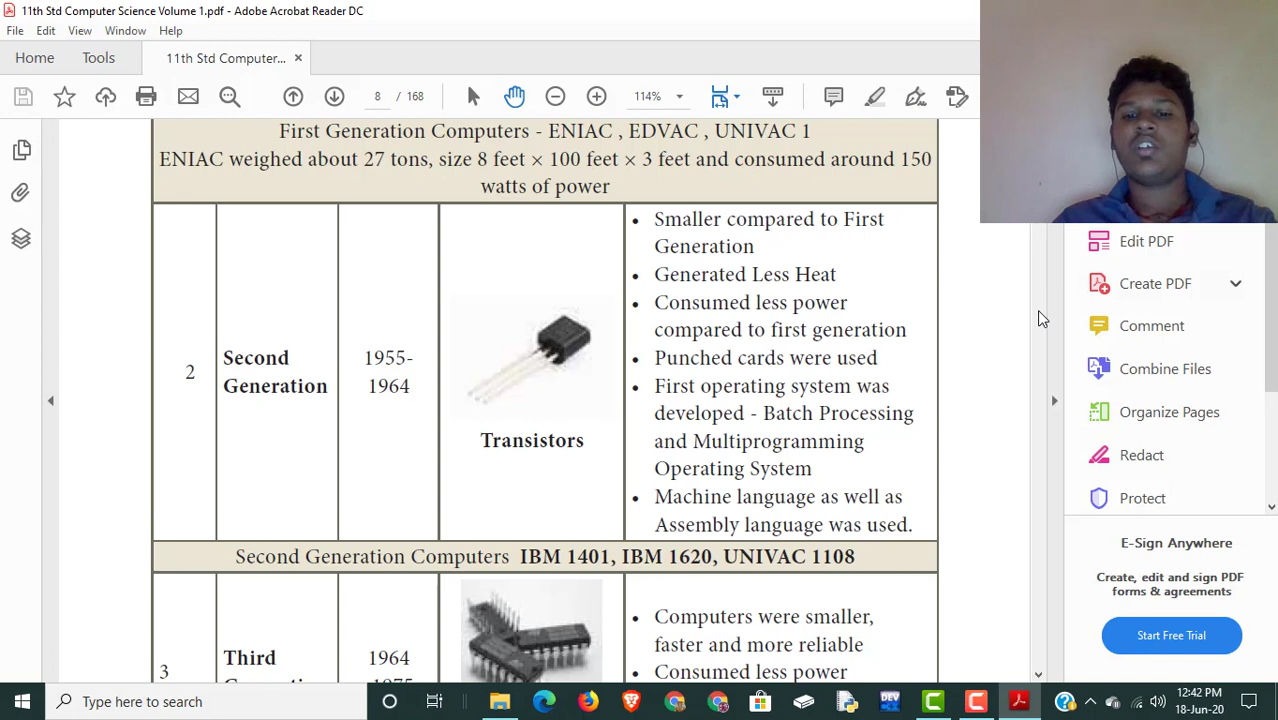 11th Std Computer Science Volume 1.pdf - Adobe Acrobat Reader DC
File Edit View Window Help
Home Tools 11th Std Computer... ×
8 / 168 114%
First Generation Computers - ENIAC , EDVAC , UNIVAC 1
ENIAC weighed about 27 tons, size 8 feet × 100 feet × 3 feet and consumed around 150
watts of power
2
Second
Generation
1955-
1964
Transistors
• Smaller compared to First
Generation
• Generated Less Heat
• Consumed less power
compared to first generation
• Punched cards were used
• First operating system was
developed - Batch Processing
and Multiprogramming
Operating System
• Machine language as well as
Assembly language was used.
Second Generation Computers IBM 1401, IBM 1620, UNIVAC 1108
3
Third
1964
• Computers were smaller,
faster and more reliable
• Consumed less power
Edit PDF
Create PDF
Comment
Combine Files
Organize Pages
Redact
Protect
E-Sign Anywhere
Create, edit and sign PDF
forms & agreements
Start Free Trial
Type here to search
DEV
12:42 PM
18-Jun-20